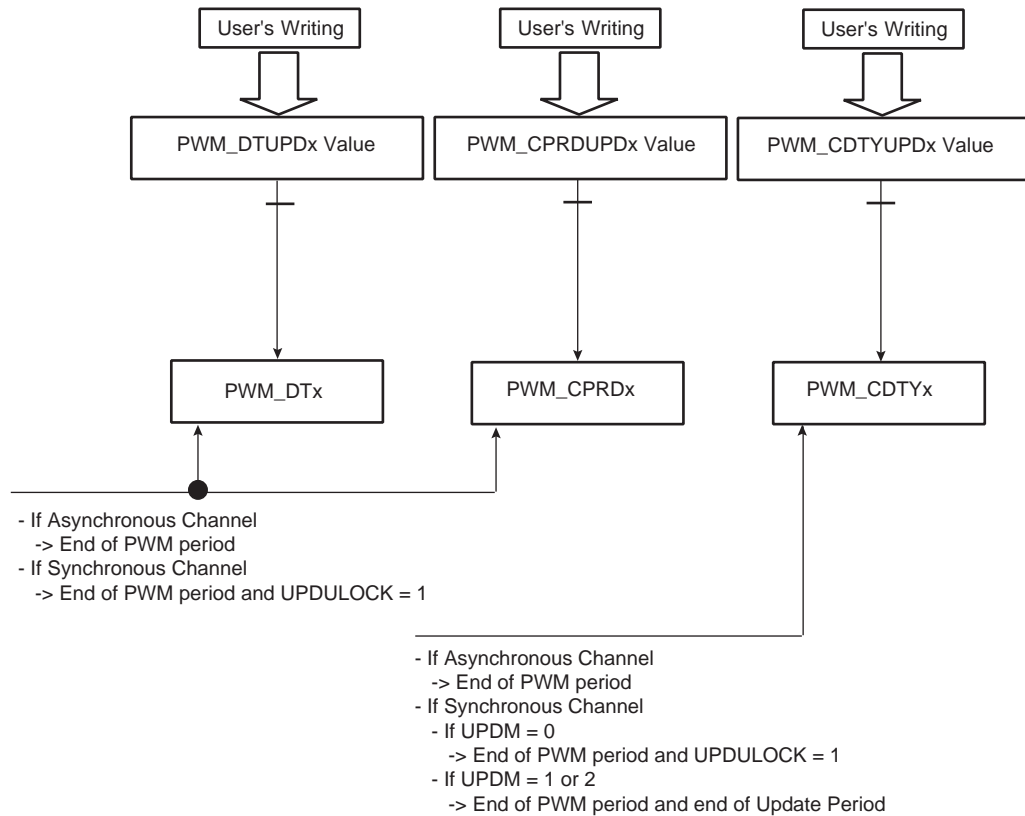 User's Writing
User's Writing
User's Writing
PWM_DTUPDx Value
PWM_CPRDUPDx Value
PWM_CDTYUPDx Value
PWM_DTx
PWM_CPRDx
PWM_CDTYx
- If Asynchronous Channel
-> End of PWM period
- If Synchronous Channel
-> End of PWM period and UPDULOCK = 1
- If Asynchronous Channel
-> End of PWM period
- If Synchronous Channel
- If UPDM = 0
-> End of PWM period and UPDULOCK = 1
- If UPDM = 1 or 2
-> End of PWM period and end of Update Period